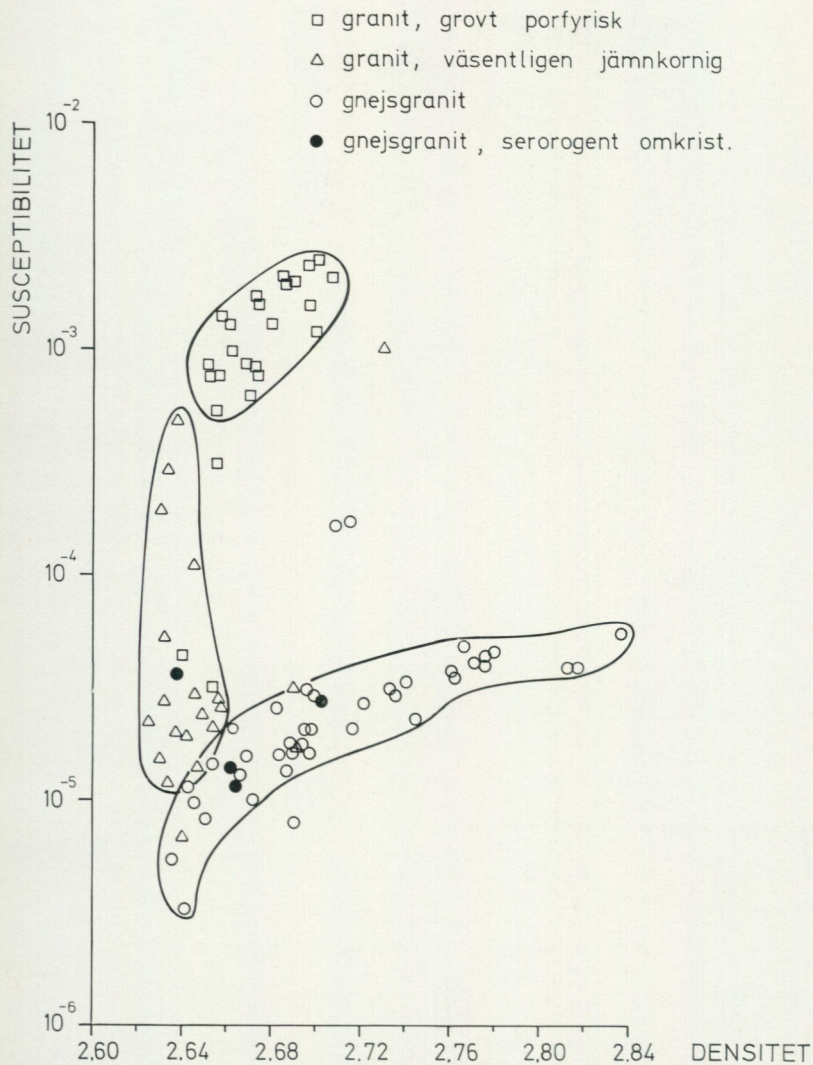 granit, grovt porfyrisk
granit, väsentligen jämnkornig
gnejsgranit
gnejsgranit, serorogent omkrist.
SUSCEPTIBILITET
10-2
10-3
10-4
10-5
10-6
2,60 2,64 2,68 2,72 2,76 2,80 2,84 DENSITET